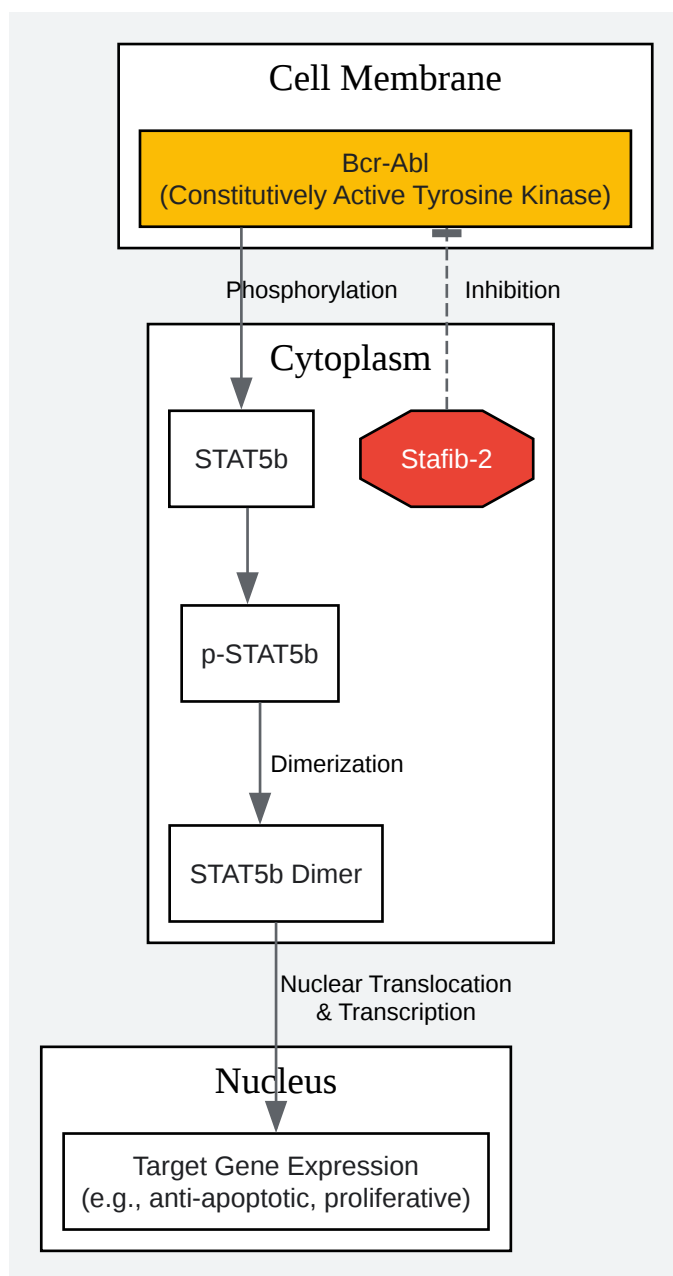 Cell Membrane
Bcr-Abl
(Constitutively Active Tyrosine Kinase)
Phosphorylation
Inhibition
Cytoplasm
STAT5b
Stafib-2
p-STAT5b
Dimerization
STAT5b Dimer
Nuclear Translocation
& Transcription
Nucleus
Target Gene Expression
(e.g., anti-apoptotic, proliferative)